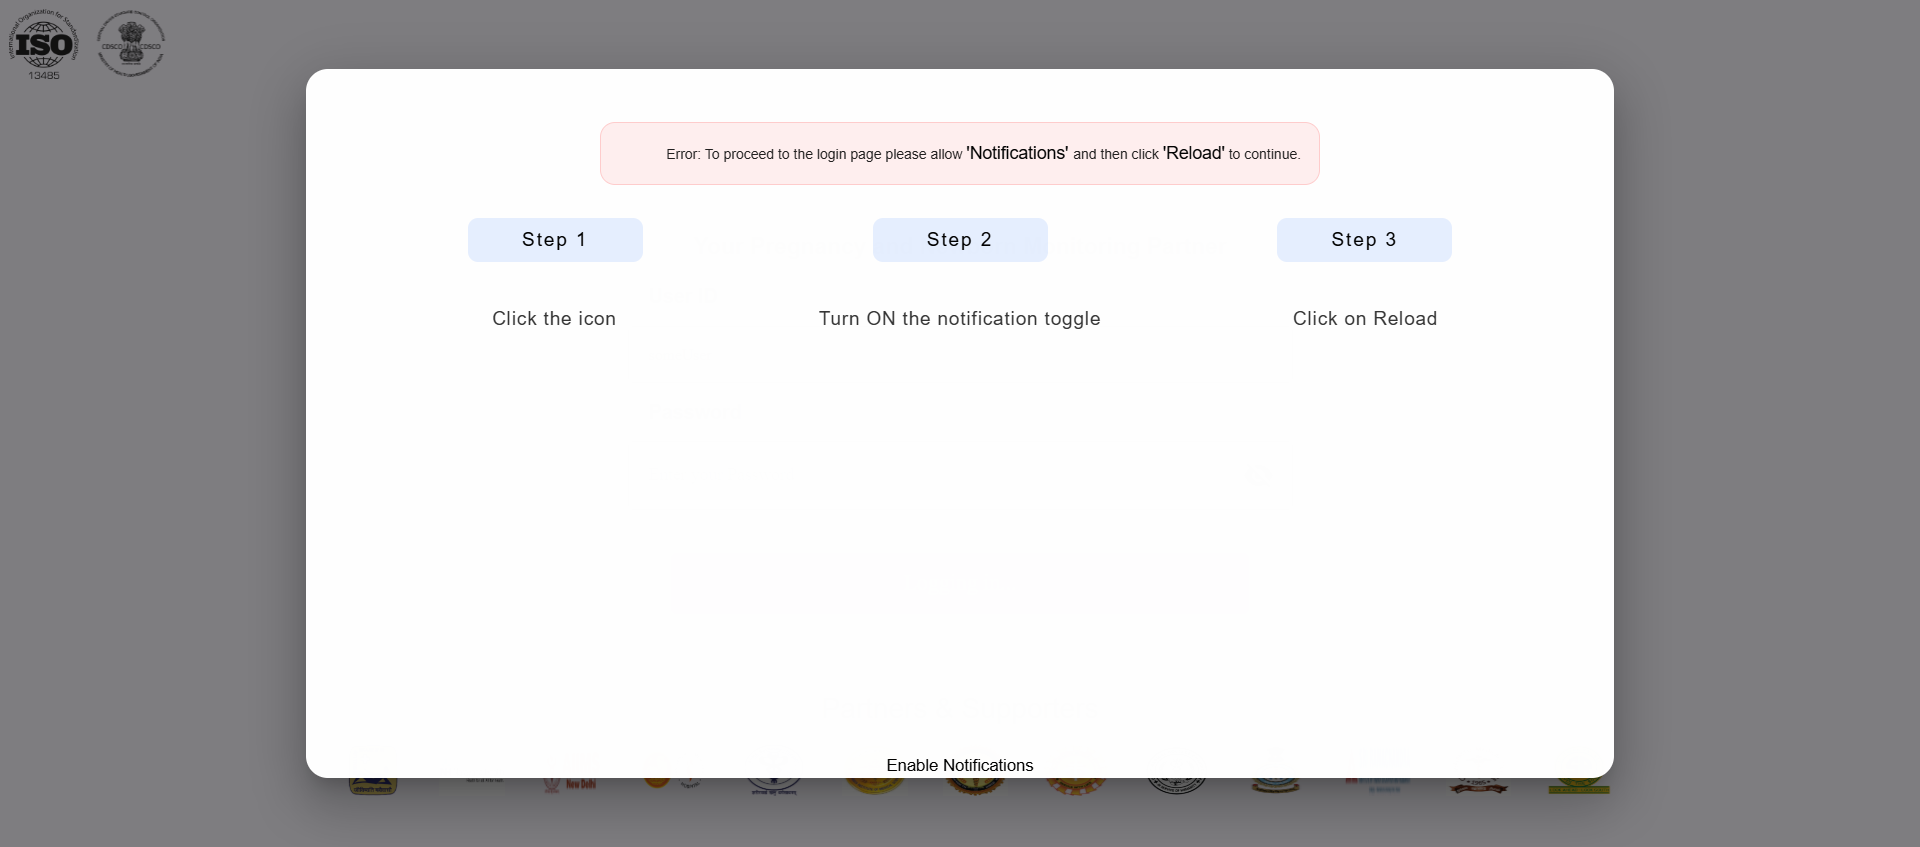 International Organization for Standardization
ISO
13485
CDSCO CDSCO
Error: To proceed to the login page please allow 'Notifications' and then click 'Reload' to continue.
Step 1
Step 2
Step 3
Click the icon
Turn ON the notification toggle
Click on Reload
Enable Notifications
New Delhi